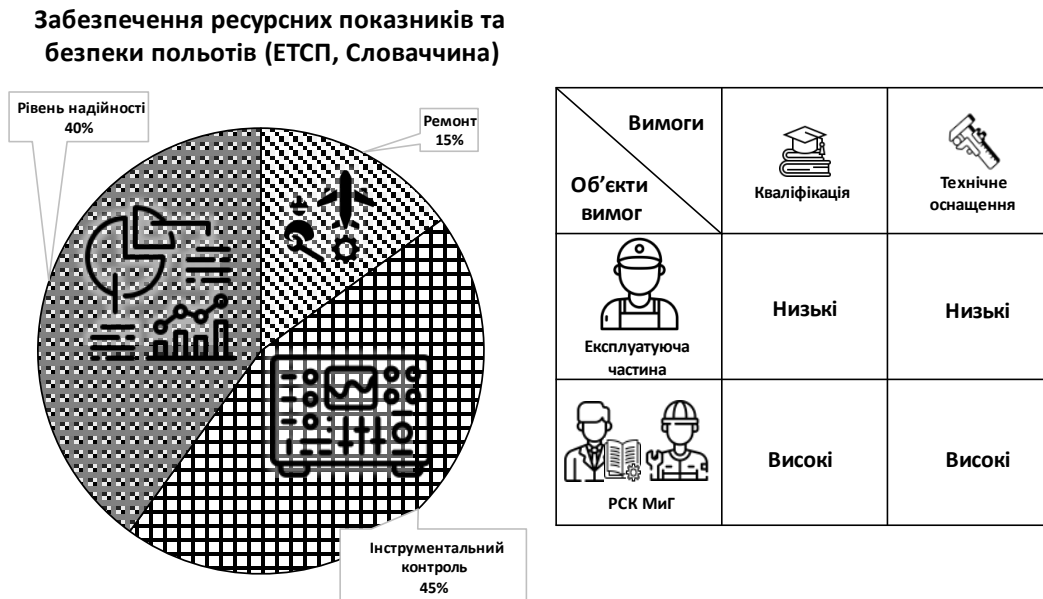 Забезпечення ресурсних показників та
безпеки польотів (ЕТСП, Словаччина)
Рівень надійності
40%
Ремонт
15%
Інструментальний
контроль
45%
Вимоги
Об’єкти
вимог
Кваліфікація
Технічне
оснащення
Експлуатуюча
частина
Низькі
Низькі
РСК МиГ
Високі
Високі